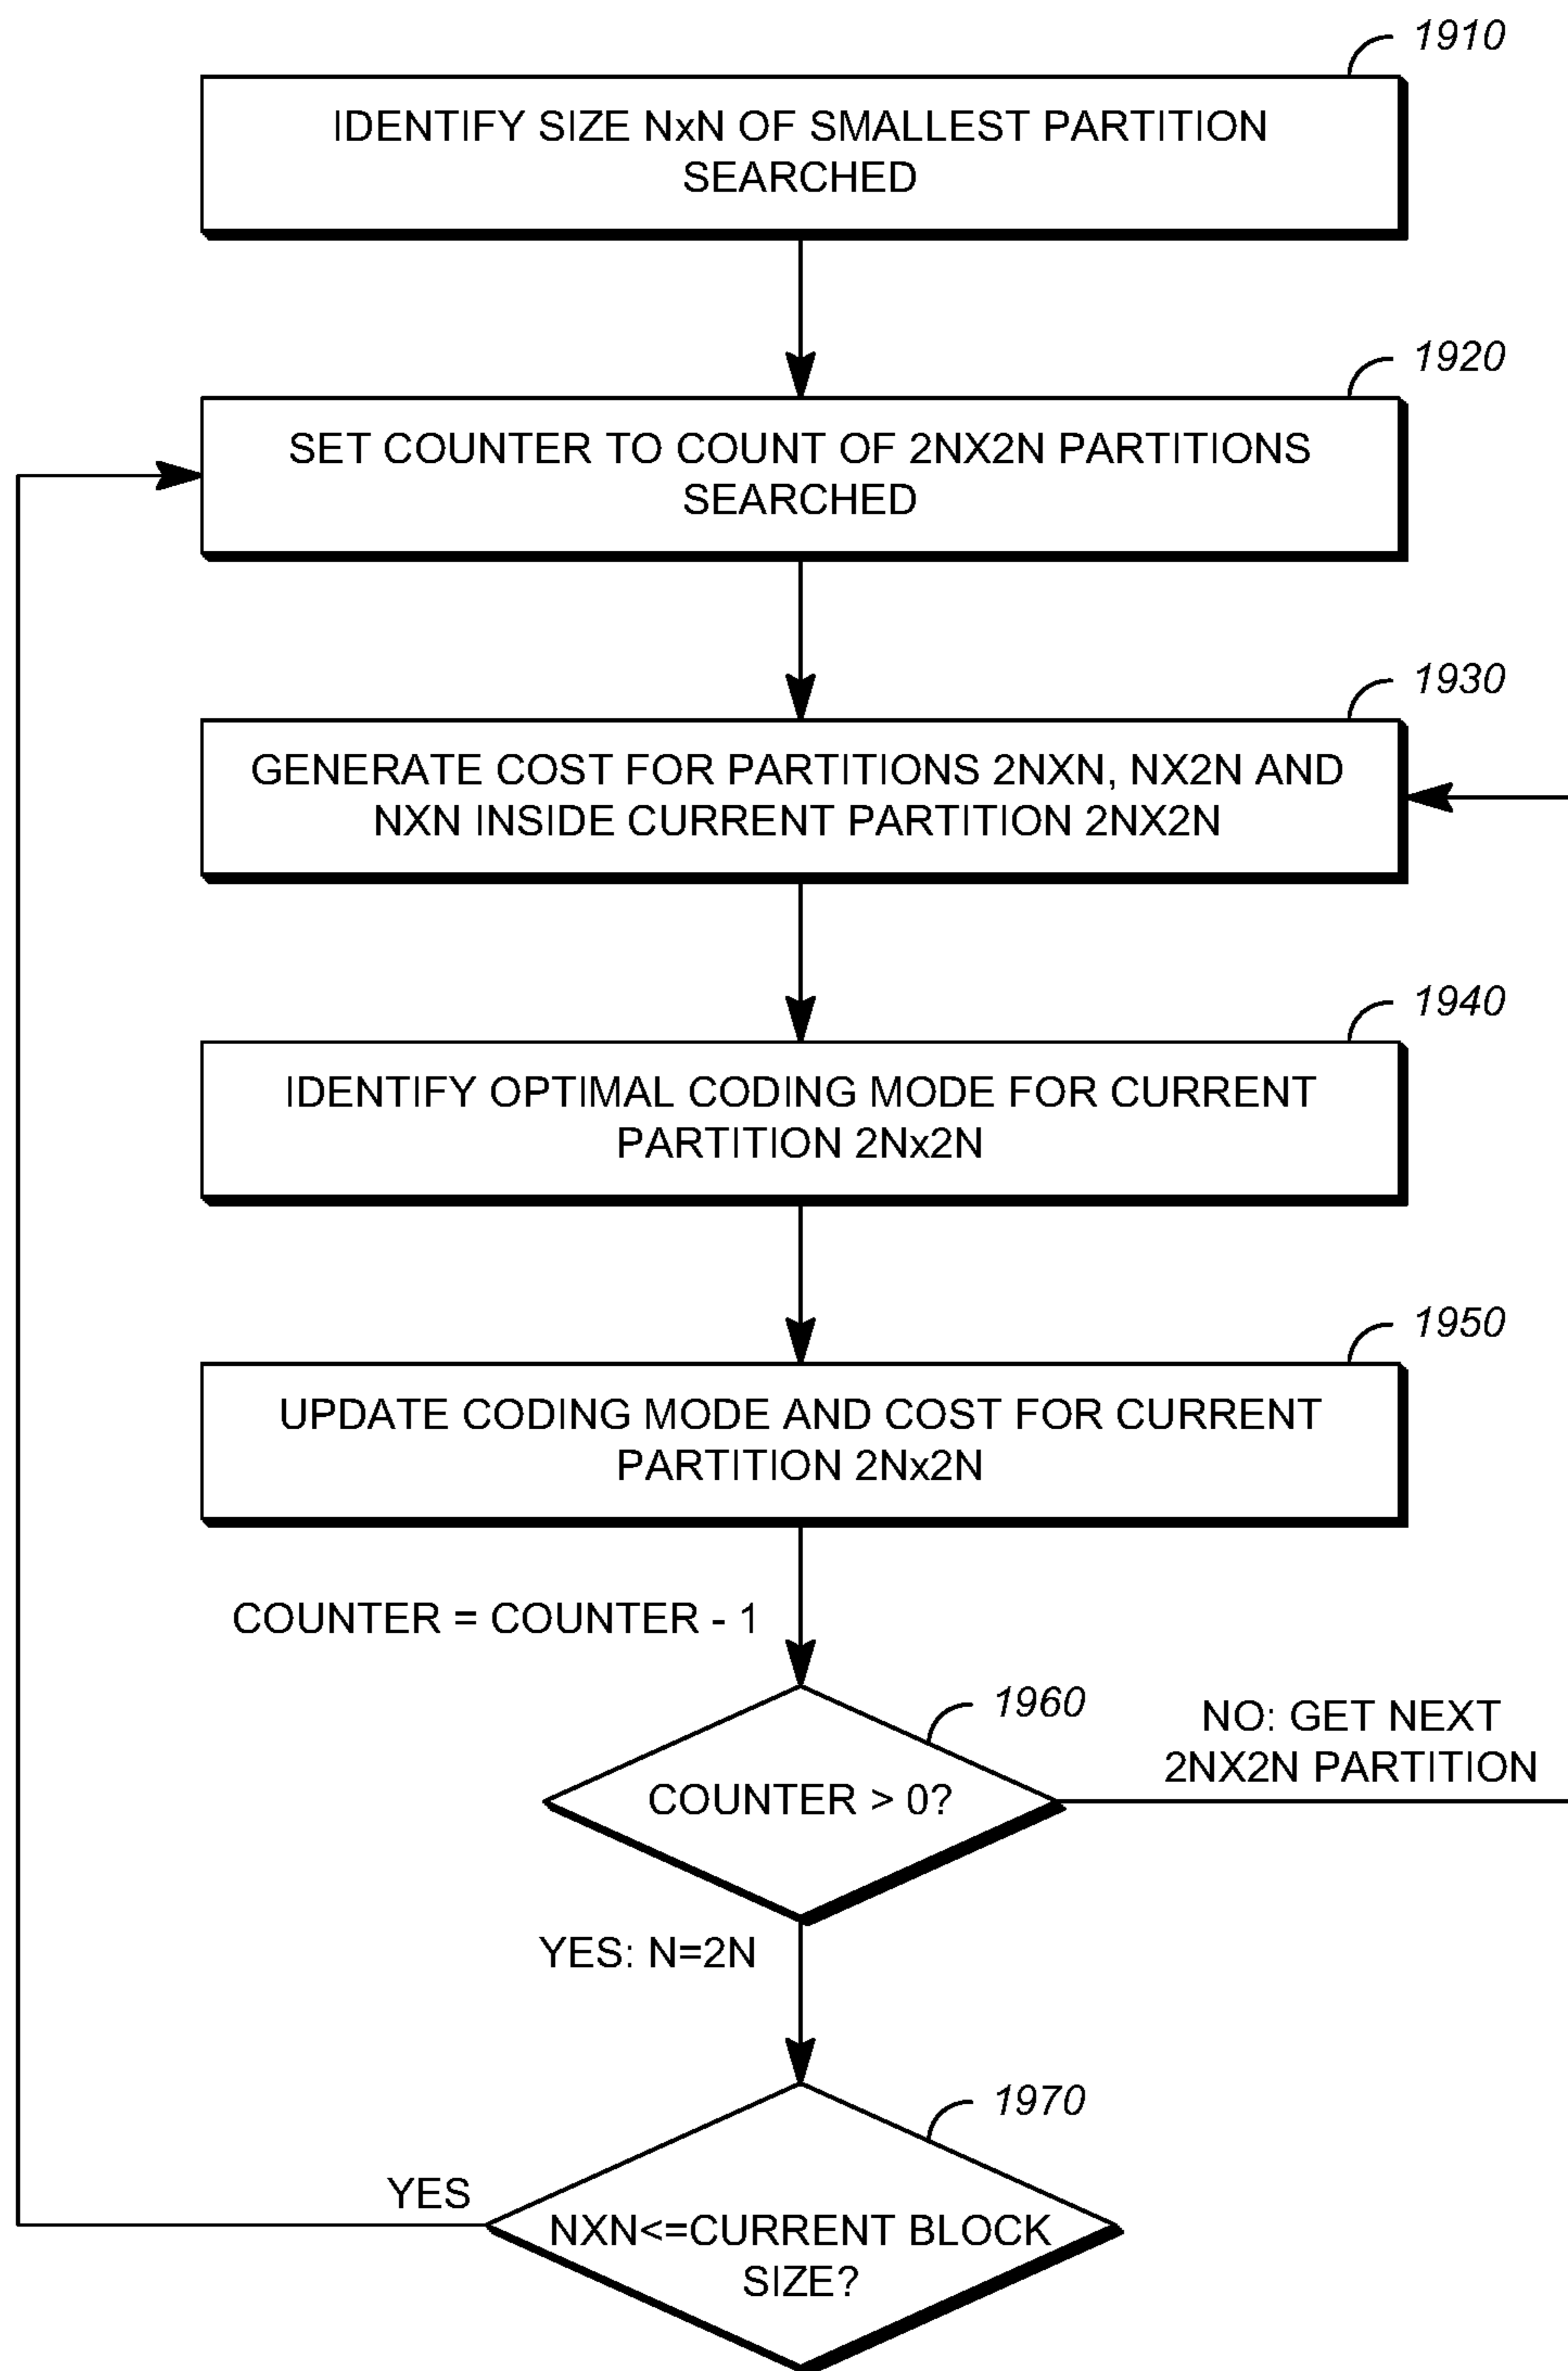 1910
IDENTIFY SIZE NxN OF SMALLEST PARTITION
SEARCHED
1920
SET COUNTER TO COUNT OF 2NX2N PARTITIONS
SEARCHED
1930
GENERATE COST FOR PARTITIONS 2NXN, NX2N AND
NXN INSIDE CURRENT PARTITION 2NX2N
1940
IDENTIFY OPTIMAL CODING MODE FOR CURRENT
PARTITION 2Nx2N
1950
UPDATE CODING MODE AND COST FOR CURRENT
PARTITION 2Nx2N
COUNTER = COUNTER - 1
1960
COUNTER > 0?
NO: GET NEXT
2NX2N PARTITION
YES: N=2N
1970
NXN<=CURRENT BLOCK
SIZE?
YES